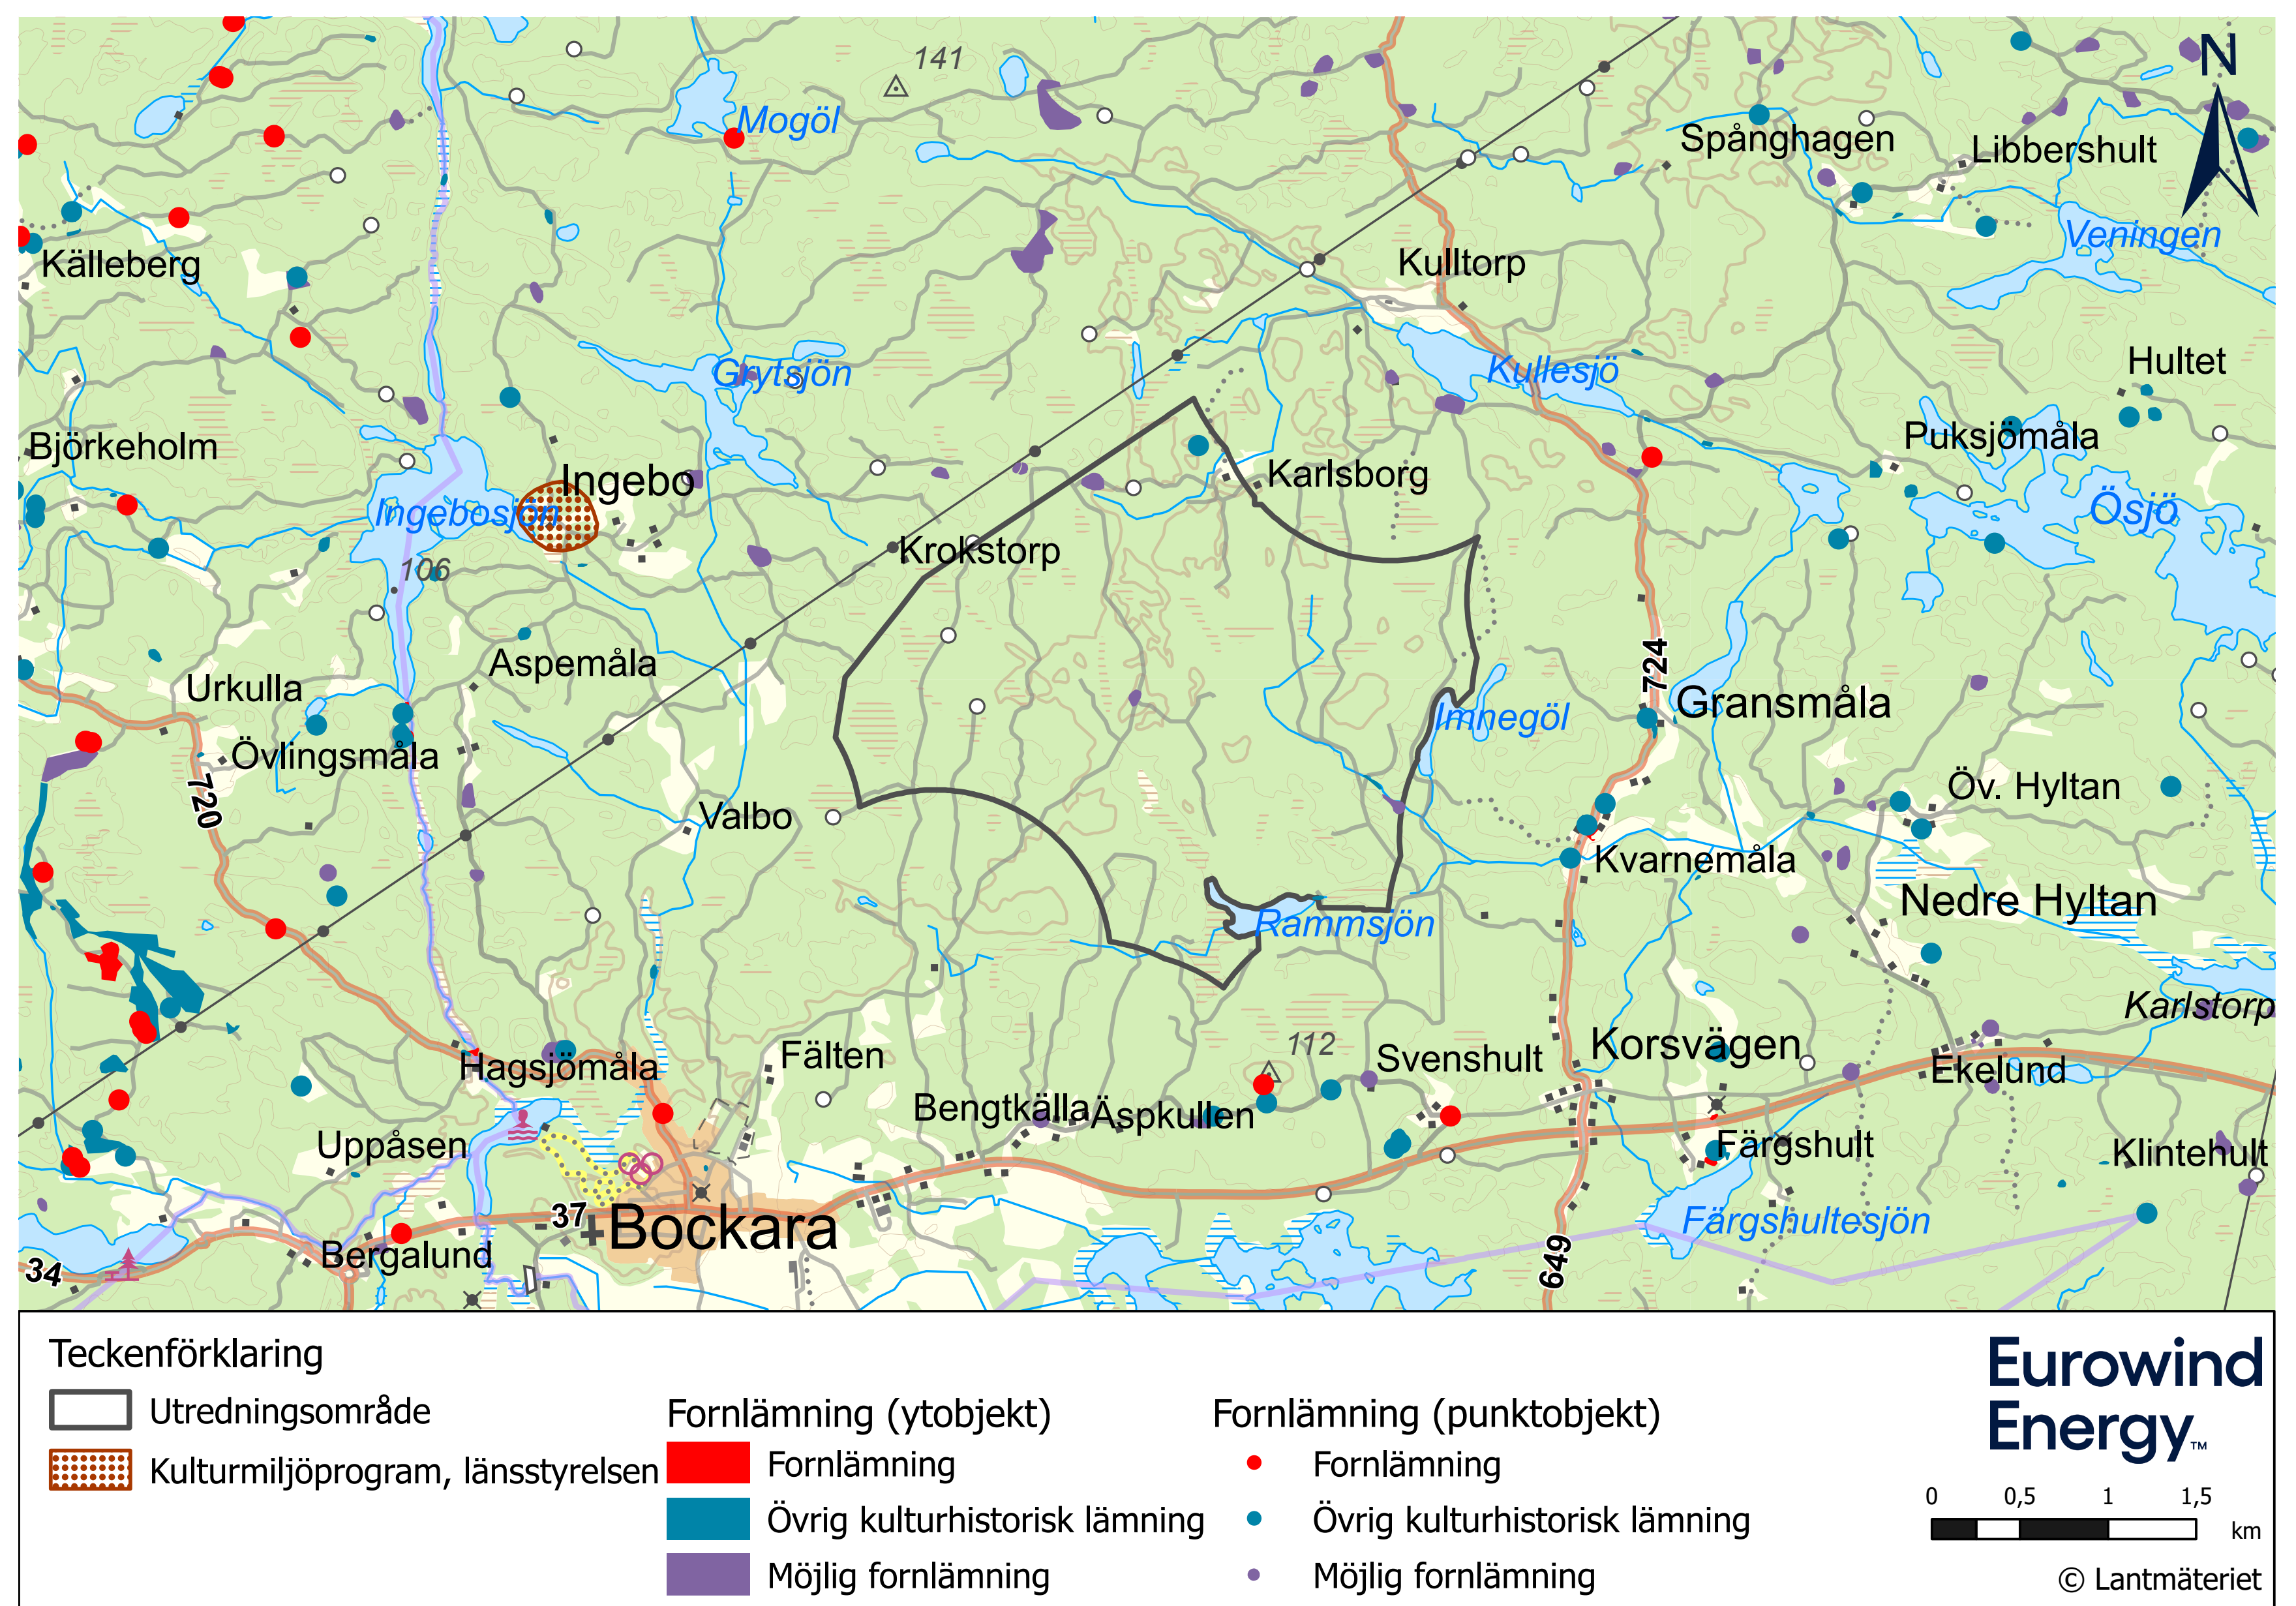 141
N
Mogöl
Spånghagen
Libbershult
Veningen
Källeberg
Kulltorp
Grytsjön
Kullesjö
Hultet
Björkeholm
Puksjömåla
Ingebo
Karlsborg
Ingebosjön
Ösjö
Krokstorp
106
Aspemåla
Urkulla
724
Gransmåla
Imnegöl
Övlingsmåla
720
Valbo
Öv. Hyltan
Kvarnemåla
Nedre Hyltan
Rammsjön
Karlstorp
Hagsjömåla
Fälten
112
Svenshult
Korsvägen
Ekelund
Bengtkälla
Äspkullen
Uppåsen
Färgshult
Klintehult
37
Bockara
Färgshultesjön
Bergalund
34
649
Teckenförklaring
Utredningsområde
Kulturmiljöprogram, länsstyrelsen
Fornlämning (ytobjekt)
Fornlämning
Övrig kulturhistorisk lämning
Möjlig fornlämning
Fornlämning (punktobjekt)
Fornlämning
Övrig kulturhistorisk lämning
Möjlig fornlämning
Eurowind
Energy™
0 0,5 1 1,5
km
© Lantmäteriet